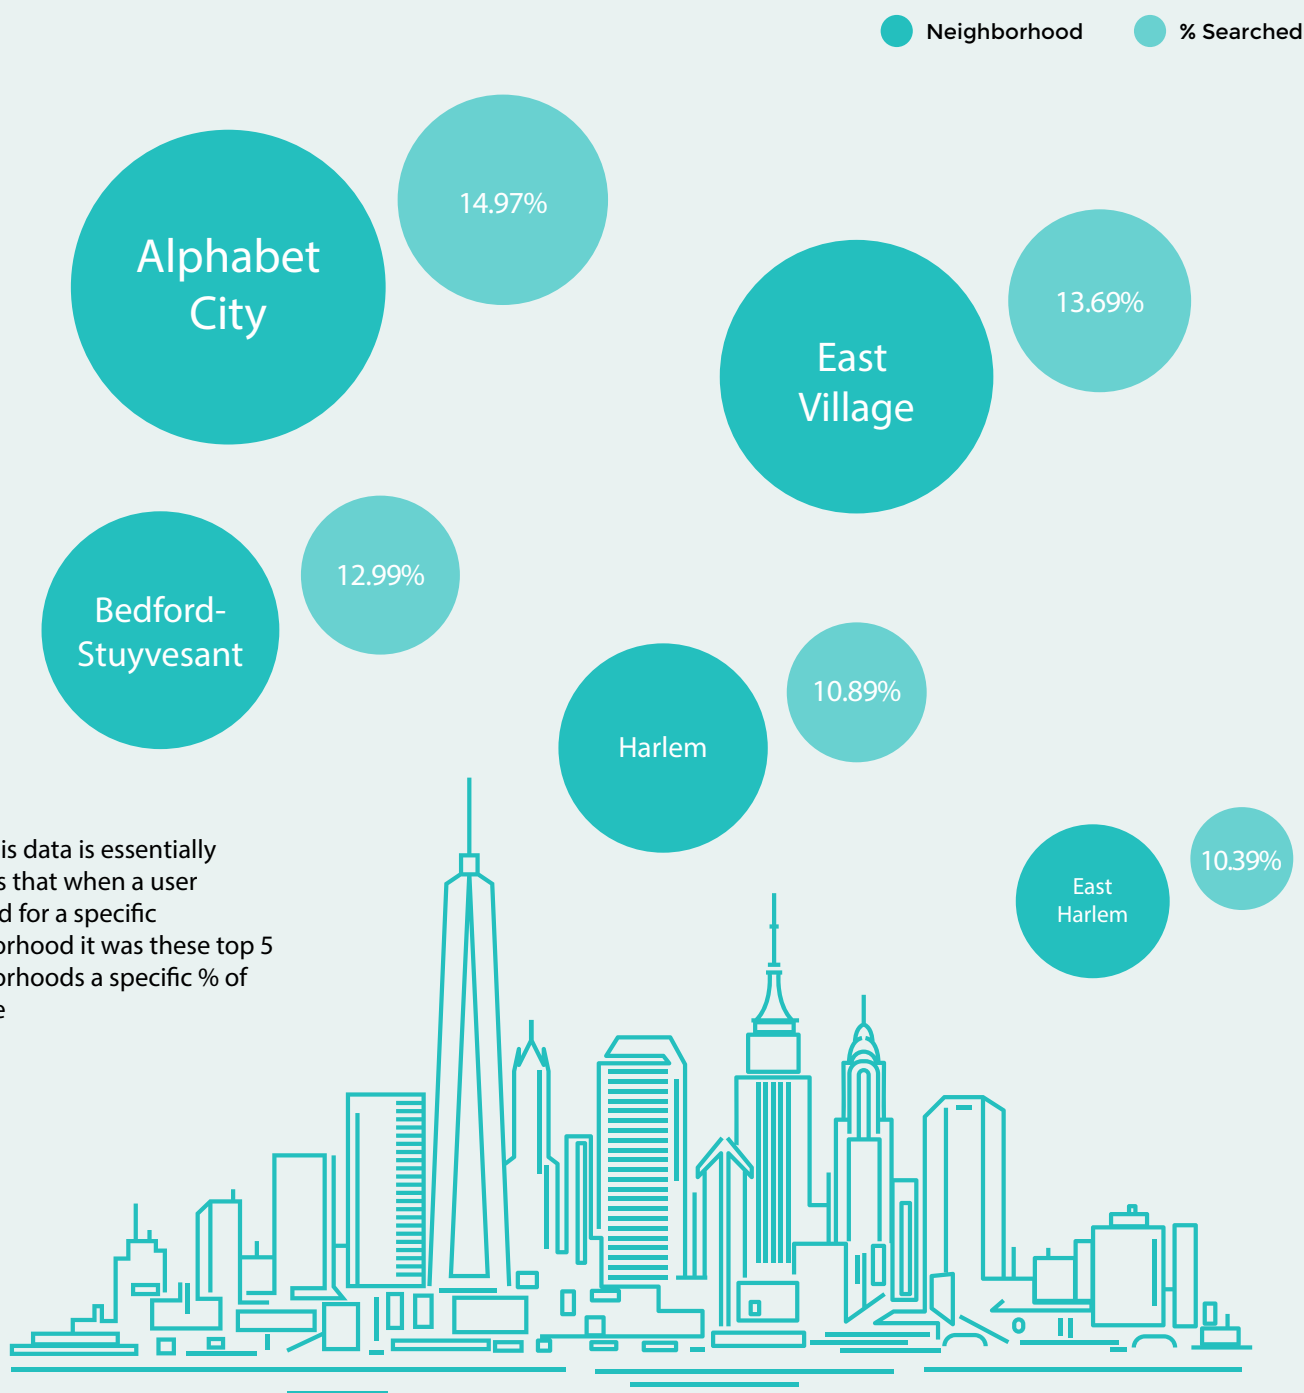 Neighborhood
% Searched
Alphabet
City
14.97%
East
Village
13.69%
Bedford-
Stuyvesant
12.99%
Harlem
10.89%
East
Harlem
10.39%
is data is essentially
s that when a user
d for a specific
orhood it was these top 5
orhoods a specific % of
e